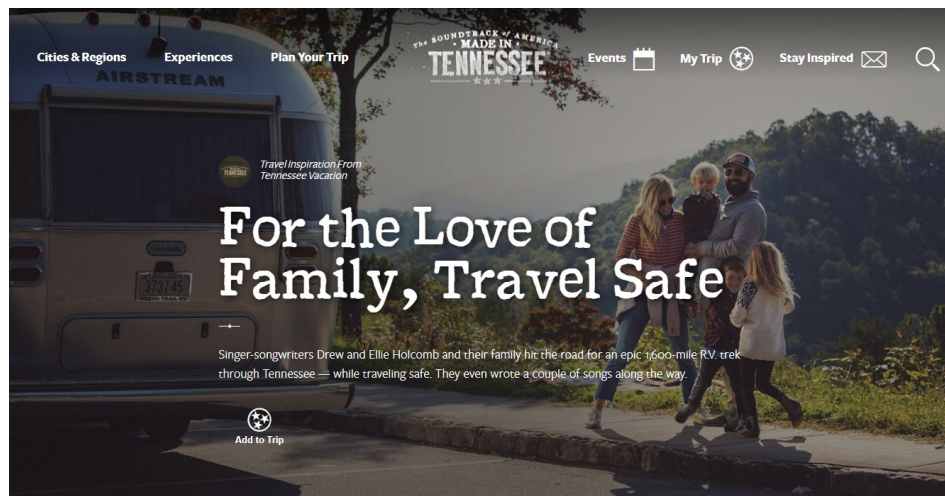 The SOUNDTRACK of AMERICA
MADE IN
TENNESSEE
Cities & Regions
Experiences
Plan Your Trip
Events
My Trip
Stay Inspired
AIRSTREAM
Travel Inspiration From
Tennessee Vacation
For the Love of
Family, Travel Safe
Singer-songwriters Drew and Ellie Holcomb and their family hit the road for an epic 1,600-mile R.V. trek
through Tennessee — while traveling safe. They even wrote a couple of songs along the way.
Add to Trip